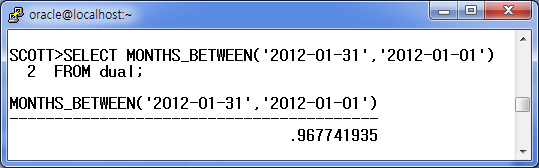 oracle@localhost:~
SCOTT>SELECT MONTHS_BETWEEN('2012-01-31','2012-01-01')
2 FROM dual;
MONTHS_BETWEEN('2012-01-31','2012-01-01')
-----------------------------------------
.967741935